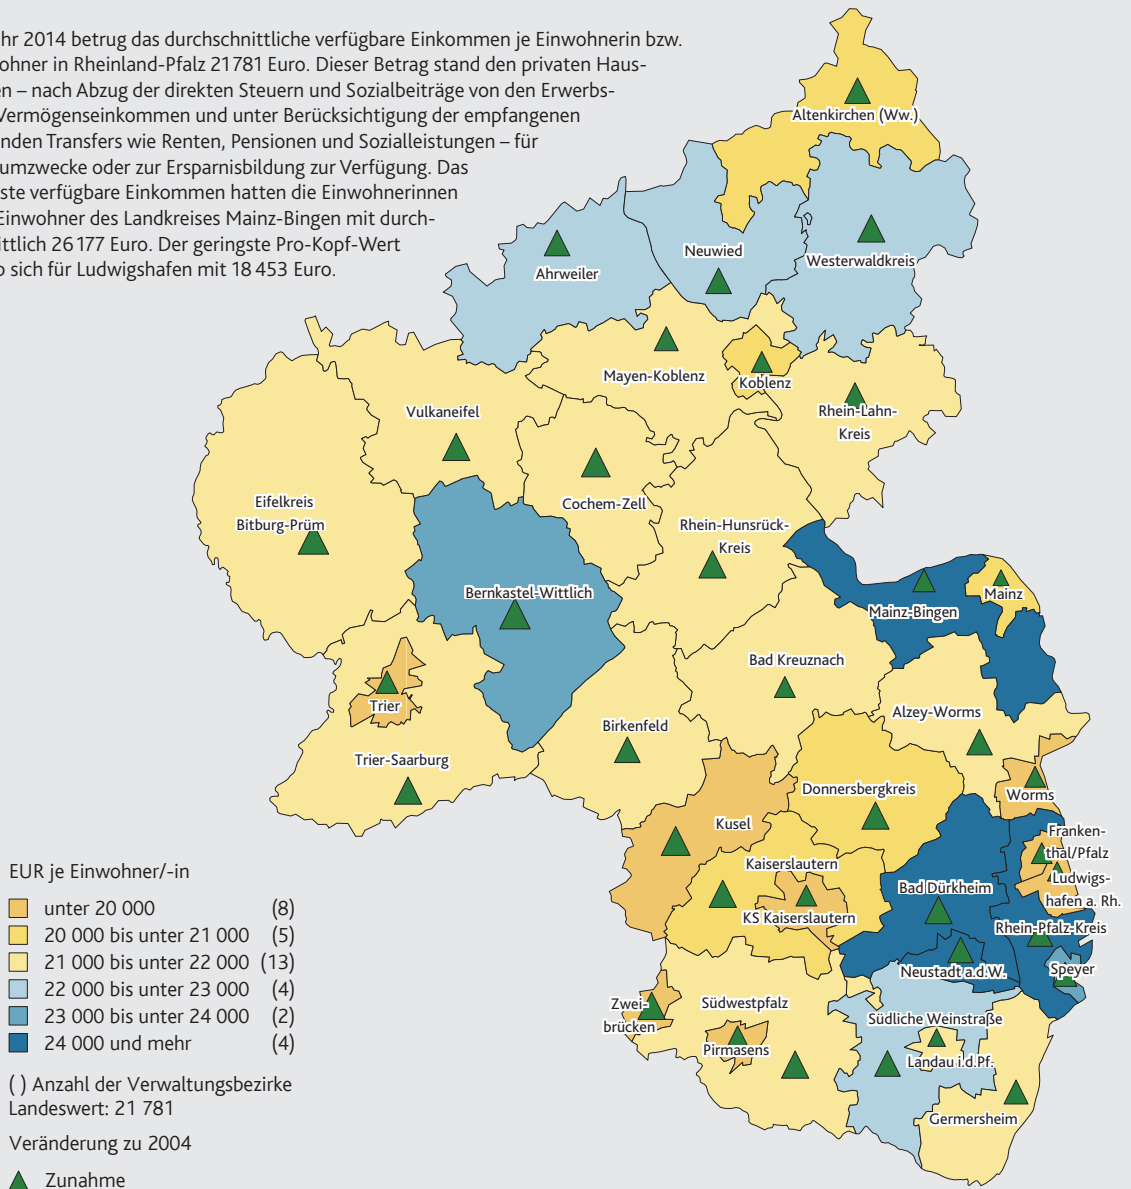 hr 2014 betrug das durchschnittliche verfügbare Einkommen je Einwohnerin bzw.
ohner in Rheinland-Pfalz 21 781 Euro. Dieser Betrag stand den privaten Haus-
en – nach Abzug der direkten Steuern und Sozialbeiträge von den Erwerbs-
Vermögenseinkommen und unter Berücksichtigung der empfangenen
nden Transfers wie Renten, Pensionen und Sozialleistungen – für
umzwecke oder zur Ersparnisbildung zur Verfügung. Das
ste verfügbare Einkommen hatten die Einwohnerinnen
Einwohner des Landkreises Mainz-Bingen mit durch-
ittlich 26 177 Euro. Der geringste Pro-Kopf-Wert
b sich für Ludwigshafen mit 18 453 Euro.
Altenkirchen (Ww.)
Neuwied
Westerwaldkreis
Ahrweiler
Mayen-Koblenz
Koblenz
Vulkaneifel
Rhein-Lahn-
Kreis
Cochem-Zell
Eifelkreis
Bitburg-Prüm
Rhein-Hunsrück-
Kreis
Bernkastel-Wittlich
Mainz
Mainz-Bingen
Bad Kreuznach
Trier
Alzey-Worms
Birkenfeld
Trier-Saarburg
Donnersbergkreis
Worms
Kusel
Franken-
thal/Pfalz
Kaiserslautern
Ludwigs-
hafen a. Rh.
Bad Dürkheim
KS Kaiserslautern
Rhein-Pfalz-Kreis
Neustadt a.d.W.
Speyer
Zwei-
brücken
Südwestpfalz
Südliche Weinstraße
Pirmasens
Landau i.d.Pf.
Germersheim
EUR je Einwohner/-in
unter 20 000 (8)
20 000 bis unter 21 000 (5)
21 000 bis unter 22 000 (13)
22 000 bis unter 23 000 (4)
23 000 bis unter 24 000 (2)
24 000 und mehr (4)
( ) Anzahl der Verwaltungsbezirke
Landeswert: 21 781
Veränderung zu 2004
Zunahme